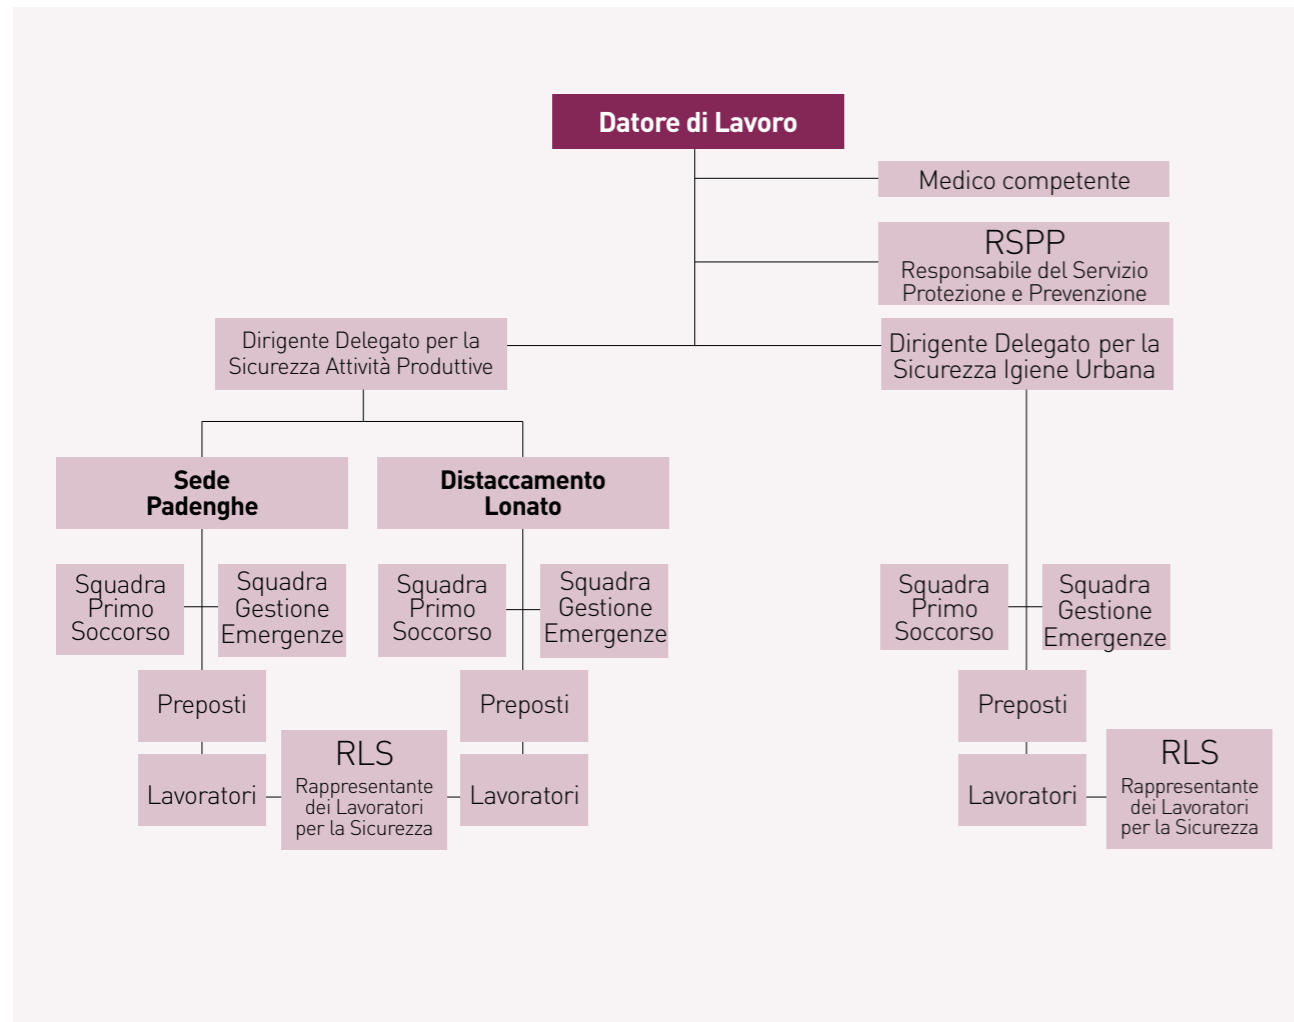 Datore di Lavoro
Medico competente
RSPP
Responsabile del Servizio
Protezione e Prevenzione
Dirigente Delegato per la
Sicurezza Attività Produttive
Dirigente Delegato per la
Sicurezza Igiene Urbana
Sede
Padenghe
Distaccamento
Lonato
Squadra
Primo
Soccorso
Squadra
Gestione
Emergenze
Squadra
Primo
Soccorso
Squadra
Gestione
Emergenze
Squadra
Primo
Soccorso
Squadra
Gestione
Emergenze
Preposti
Preposti
Preposti
Lavoratori
RLS
Rappresentante
dei Lavoratori
per la Sicurezza
Lavoratori
Lavoratori
RLS
Rappresentante
dei Lavoratori
per la Sicurezza